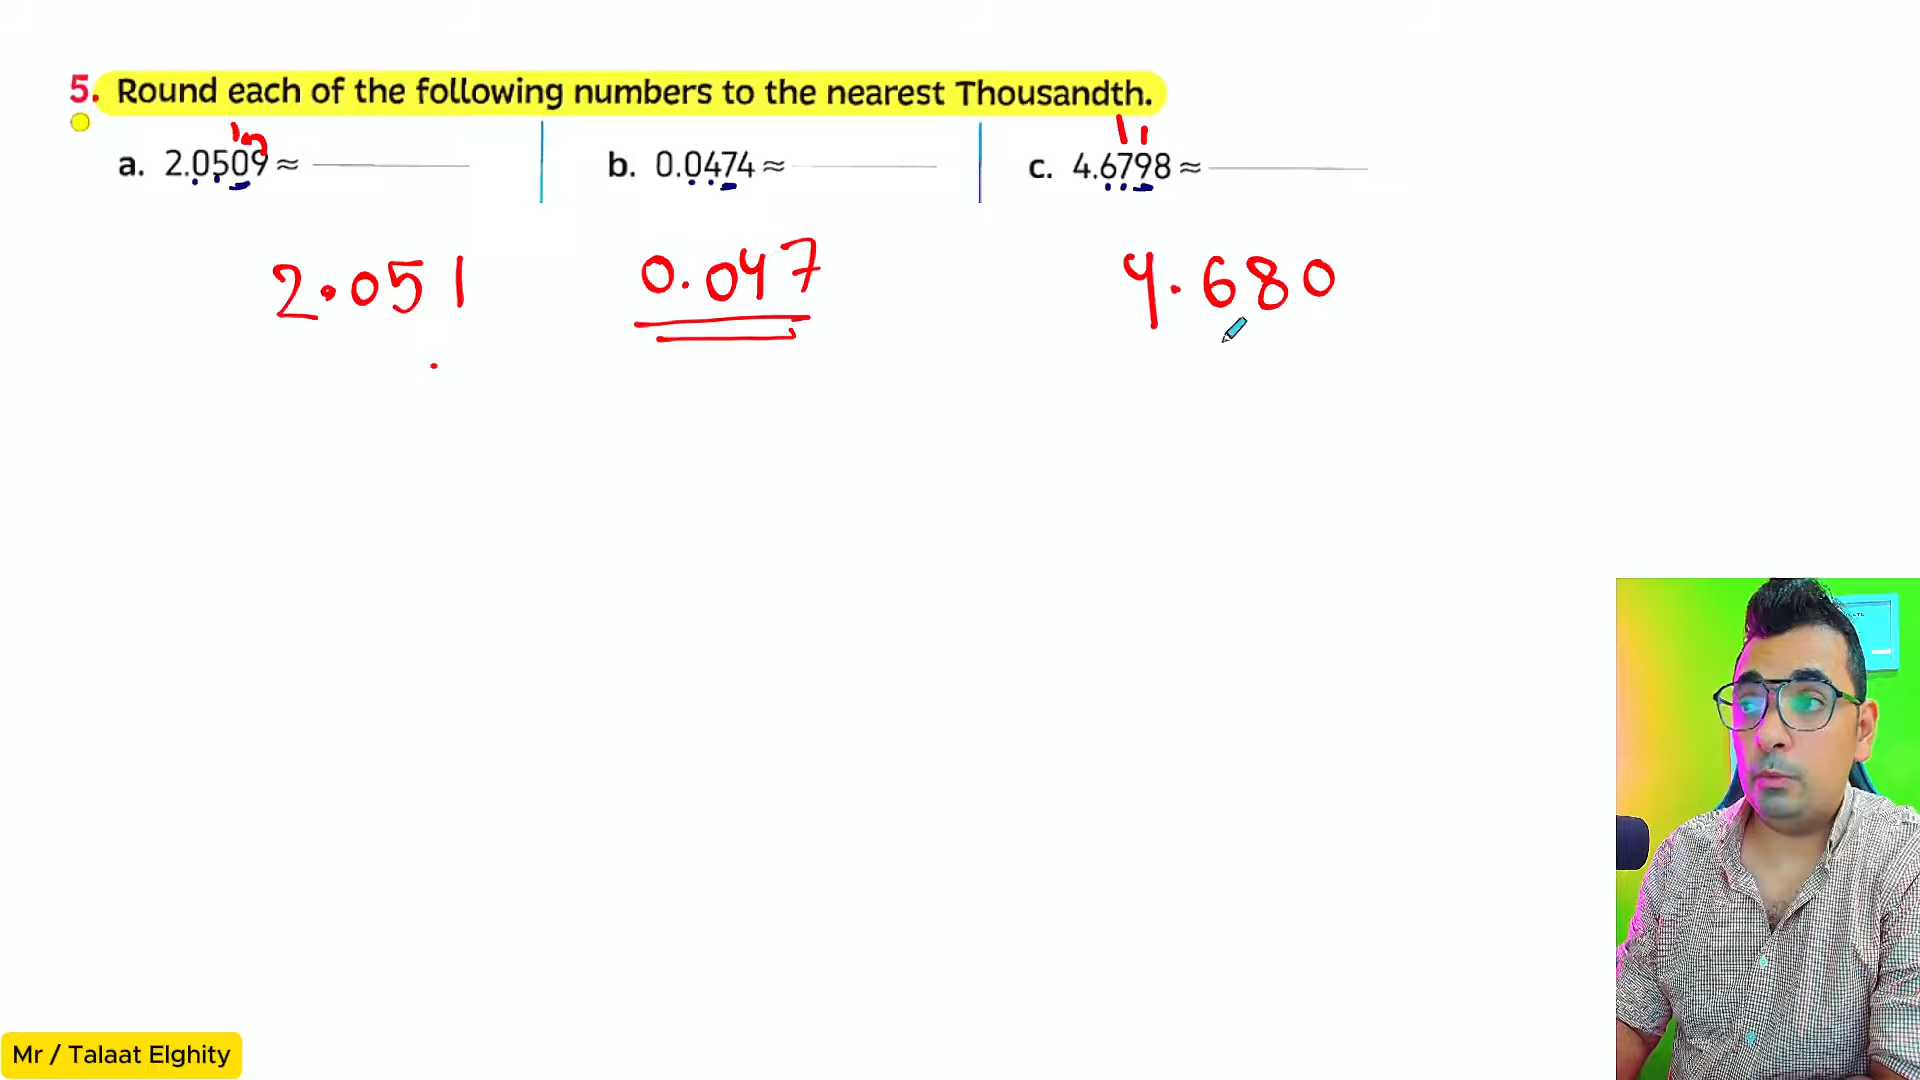 5. Round each of the following numbers to the nearest Thousandth.
a. 2.0509 ≈ b. 0.0474 ≈ c. 4.6798 ≈
2.051 0.047 4.680
Mr / Talaat Elghity